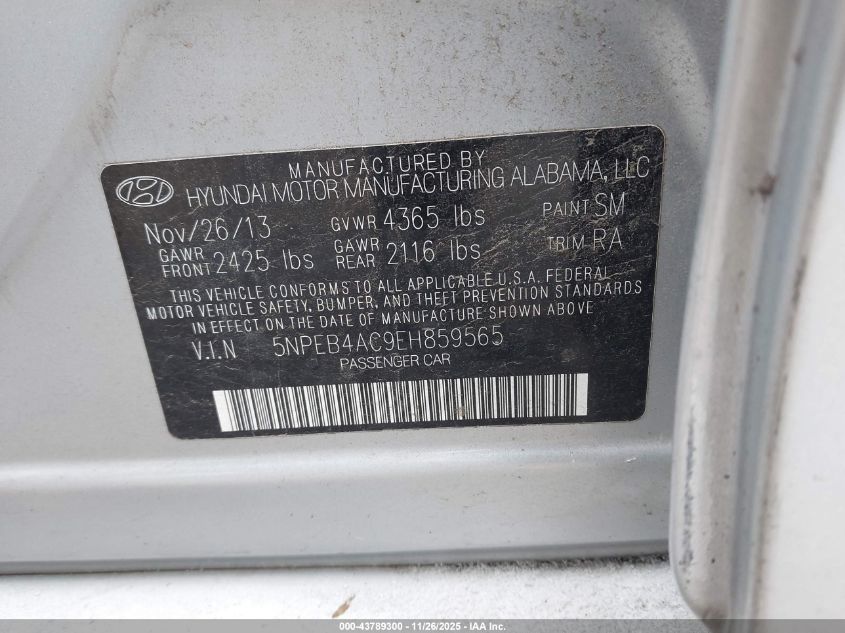 MANUFACTURED BY
HYUNDAI MOTOR MANUFACTURING ALABAMA, LLC
Nov/26/13 GVWR 4365 lbs PAINT SM
GAWR FRONT 2425 lbs GAWR REAR 2116 lbs TRIM RA
THIS VEHICLE CONFORMS TO ALL APPLICABLE U.S.A. FEDERAL
MOTOR VEHICLE SAFETY, BUMPER, AND THEFT PREVENTION STANDARDS
IN EFFECT ON THE DATE OF MANUFACTURE SHOWN ABOVE
V.I.N 5NPEB4AC9EH859565
PASSENGER CAR
000-43789300 - 11/26/2025 - IAA Inc.